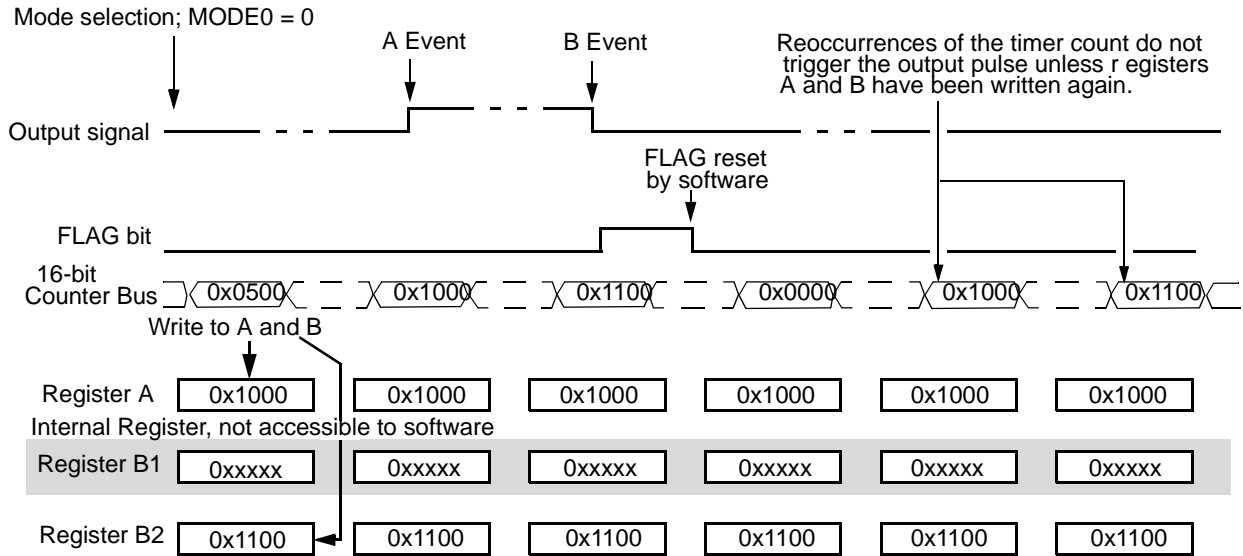 Mode selection; MODE0 = 0
A Event
B Event
Reoccurrences of the timer count do not
trigger the output pulse unless r egisters
A and B have been written again.
Output signal
FLAG reset
by software
FLAG bit
16-bit
Counter Bus
0x0500 0x1000 0x1100 0x0000 0x1000 0x1100
Write to A and B
Register A 0x1000 0x1000 0x1000 0x1000 0x1000 0x1000
Internal Register, not accessible to software
Register B1 0xxxxx 0xxxxx 0xxxxx 0xxxxx 0xxxxx 0xxxxx
Register B2 0x1100 0x1100 0x1100 0x1100 0x1100 0x1100